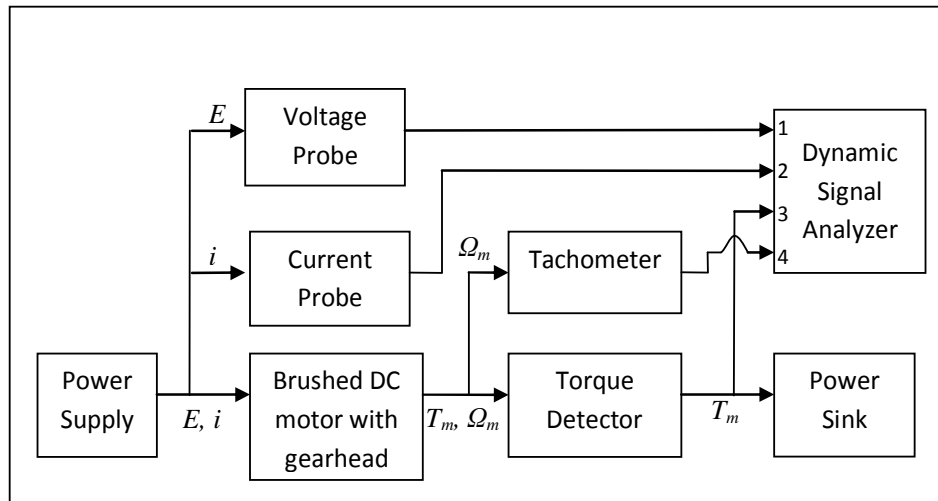 E
Voltage
Probe
1
2
3
4
Dynamic
Signal
Analyzer
i
Current
Probe
Ωm
Tachometer
Power
Supply
E, i
Brushed DC
motor with
gearhead
Tm, Ωm
Torque
Detector
Tm
Power
Sink